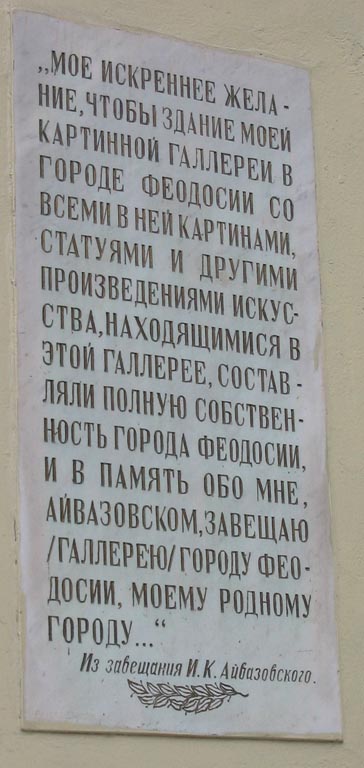 „МОЕ ИСКРЕННЕЕ ЖЕЛА-
НИЕ, ЧТОБЫ ЗДАНИЕ МОЕЙ
КАРТИННОЙ ГАЛЛЕРЕИ В
ГОРОДЕ ФЕОДОСИИ СО
ВСЕМИ В НЕЙ КАРТИНАМИ,
СТАТУЯМИ И ДРУГИМИ
ПРОИЗВЕДЕНИЯМИ ИСКУС-
СТВА, НАХОДЯЩИМИСЯ В
ЭТОЙ ГАЛЛЕРЕЕ, СОСТАВ-
ЛЯЛИ ПОЛНУЮ СОБСТВЕН-
НОСТЬ ГОРОДА ФЕОДОСИИ,
И В ПАМЯТЬ ОБО МНЕ,
АЙВАЗОВСКОМ, ЗАВЕЩАЮ
/ГАЛЛЕРЕЮ/ ГОРОДУ ФЕО-
ДОСИИ, МОЕМУ РОДНОМУ
ГОРОДУ..."
Из завещания И.К. Айвазовского.